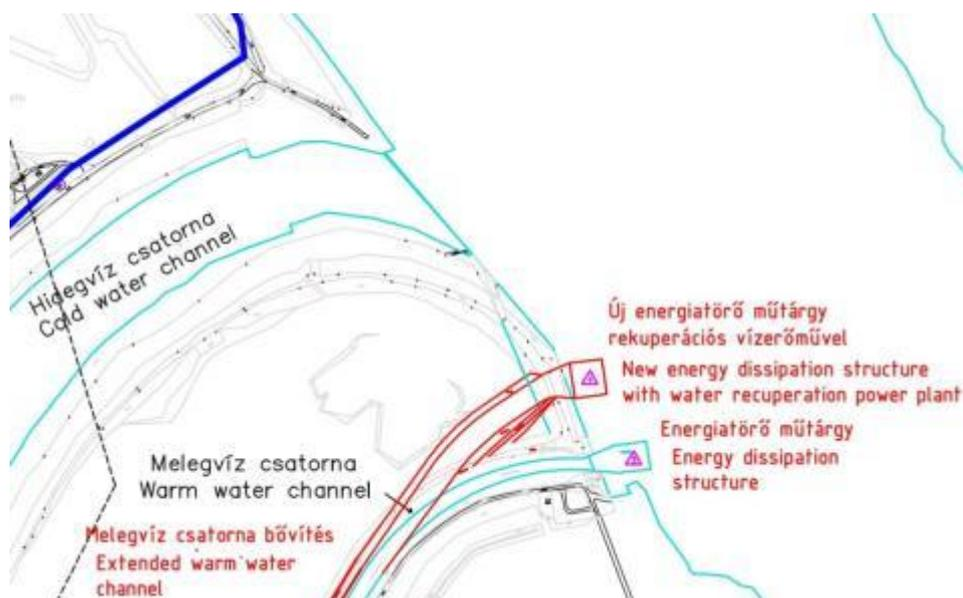 Hidegvíz csatorna
Cold water channel
Új energiatörő műtárgy
rekuperációs vízerőművel
New energy dissipation structure
with water recuperation power plant
Energiatörő műtárgy
Energy dissipation
structure
Melegvíz csatorna
Warm water channel
Melegvíz csatorna bővítés
Extended warm water
channel